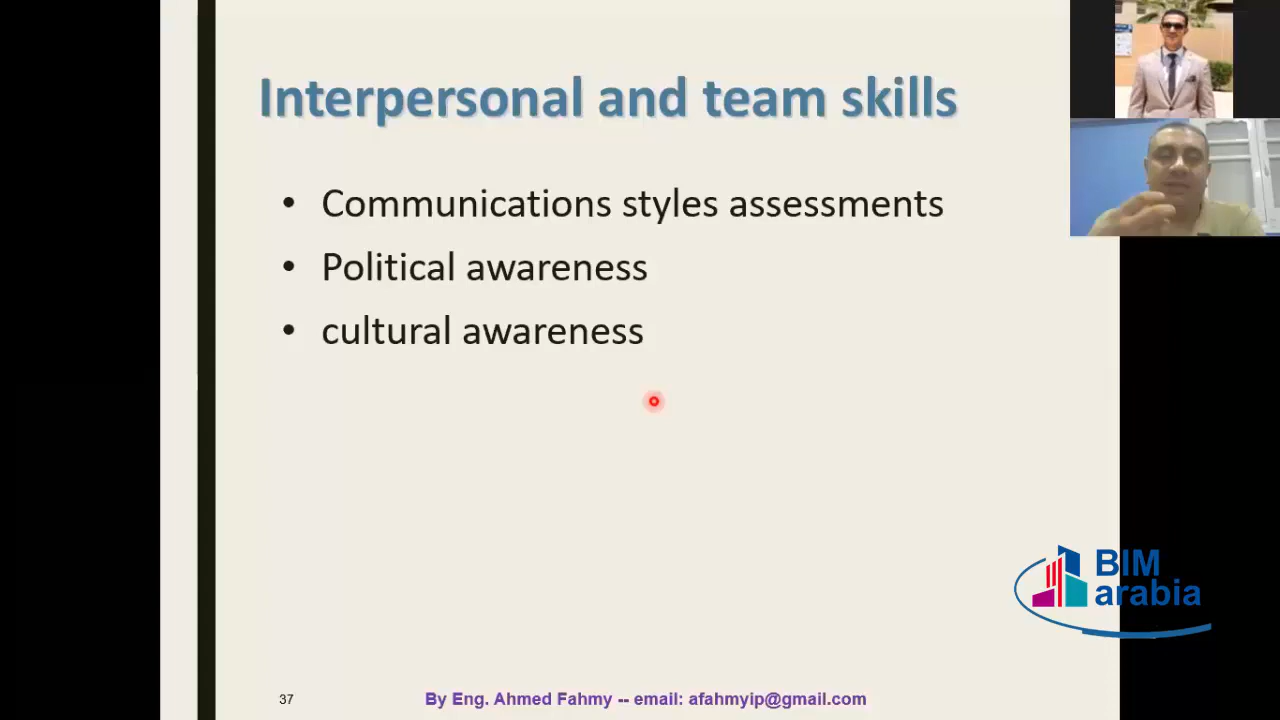 Interpersonal and team skills
• Communications styles assessments
• Political awareness
• cultural awareness
BIM
arabia
37
By Eng. Ahmed Fahmy -- email: afahmyip@gmail.com